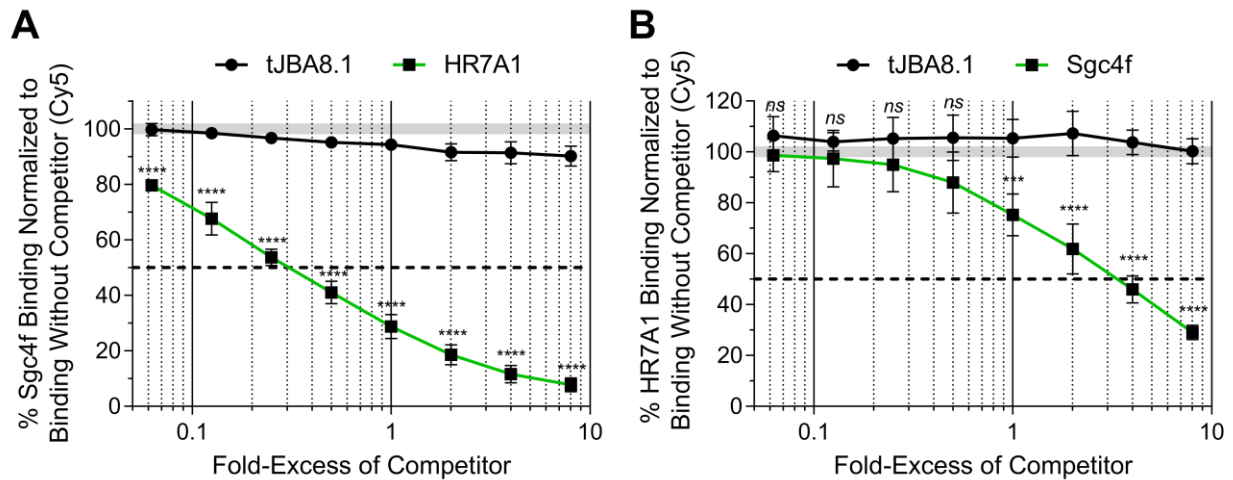 A
tJBA8.1 HR7A1
% Sgc4f Binding Normalized to
Binding Without Competitor (Cy5)
100
80
60
40
20
0
****
****
****
****
****
****
****
****
0.1 1 10
Fold-Excess of Competitor
B
tJBA8.1 Sgc4f
% HR7A1 Binding Normalized to
Binding Without Competitor (Cy5)
120
100
80
60
40
20
0
ns
ns
ns
ns
***
****
****
****
0.1 1 10
Fold-Excess of Competitor